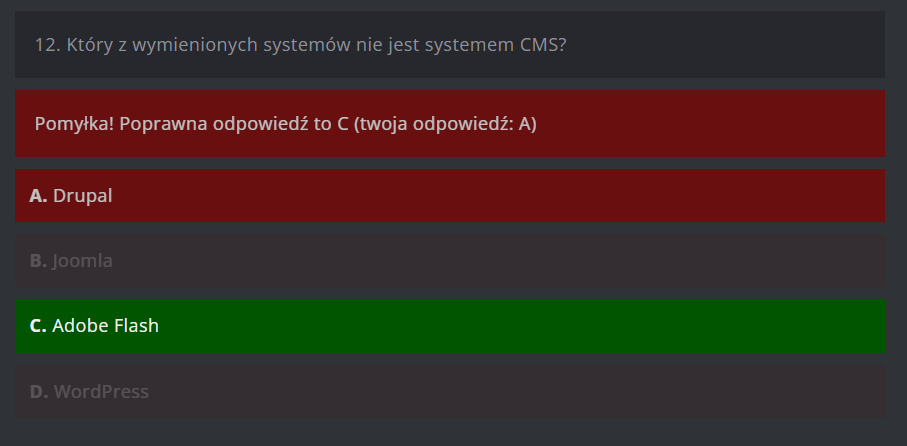 12. Który z wymienionych systemów nie jest systemem CMS?
Pomyłka! Poprawna odpowiedź to C (twoja odpowiedź: A)
A. Drupal
B. Joomla
C. Adobe Flash
D. WordPress